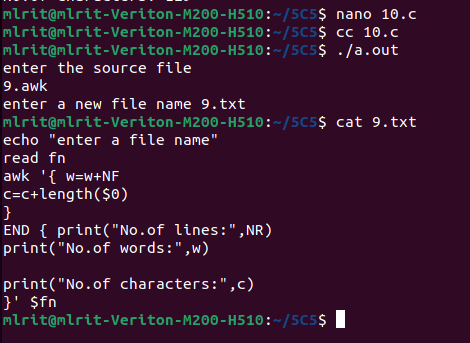 mlrit@mlrit-Veriton-M200-H510:~/5C5$ nano 10.c
mlrit@mlrit-Veriton-M200-H510:~/5C5$ cc 10.c
mlrit@mlrit-Veriton-M200-H510:~/5C5$ ./a.out
enter the source file
9.awk
enter a new file name 9.txt
mlrit@mlrit-Veriton-M200-H510:~/5C5$ cat 9.txt
echo "enter a file name"
read fn
awk '{ w=w+NF
c=c+length($0)
}
END { print("No.of lines:",NR)
print("No.of words:",w)

print("No.of characters:",c)
}' $fn
mlrit@mlrit-Veriton-M200-H510:~/5C5$